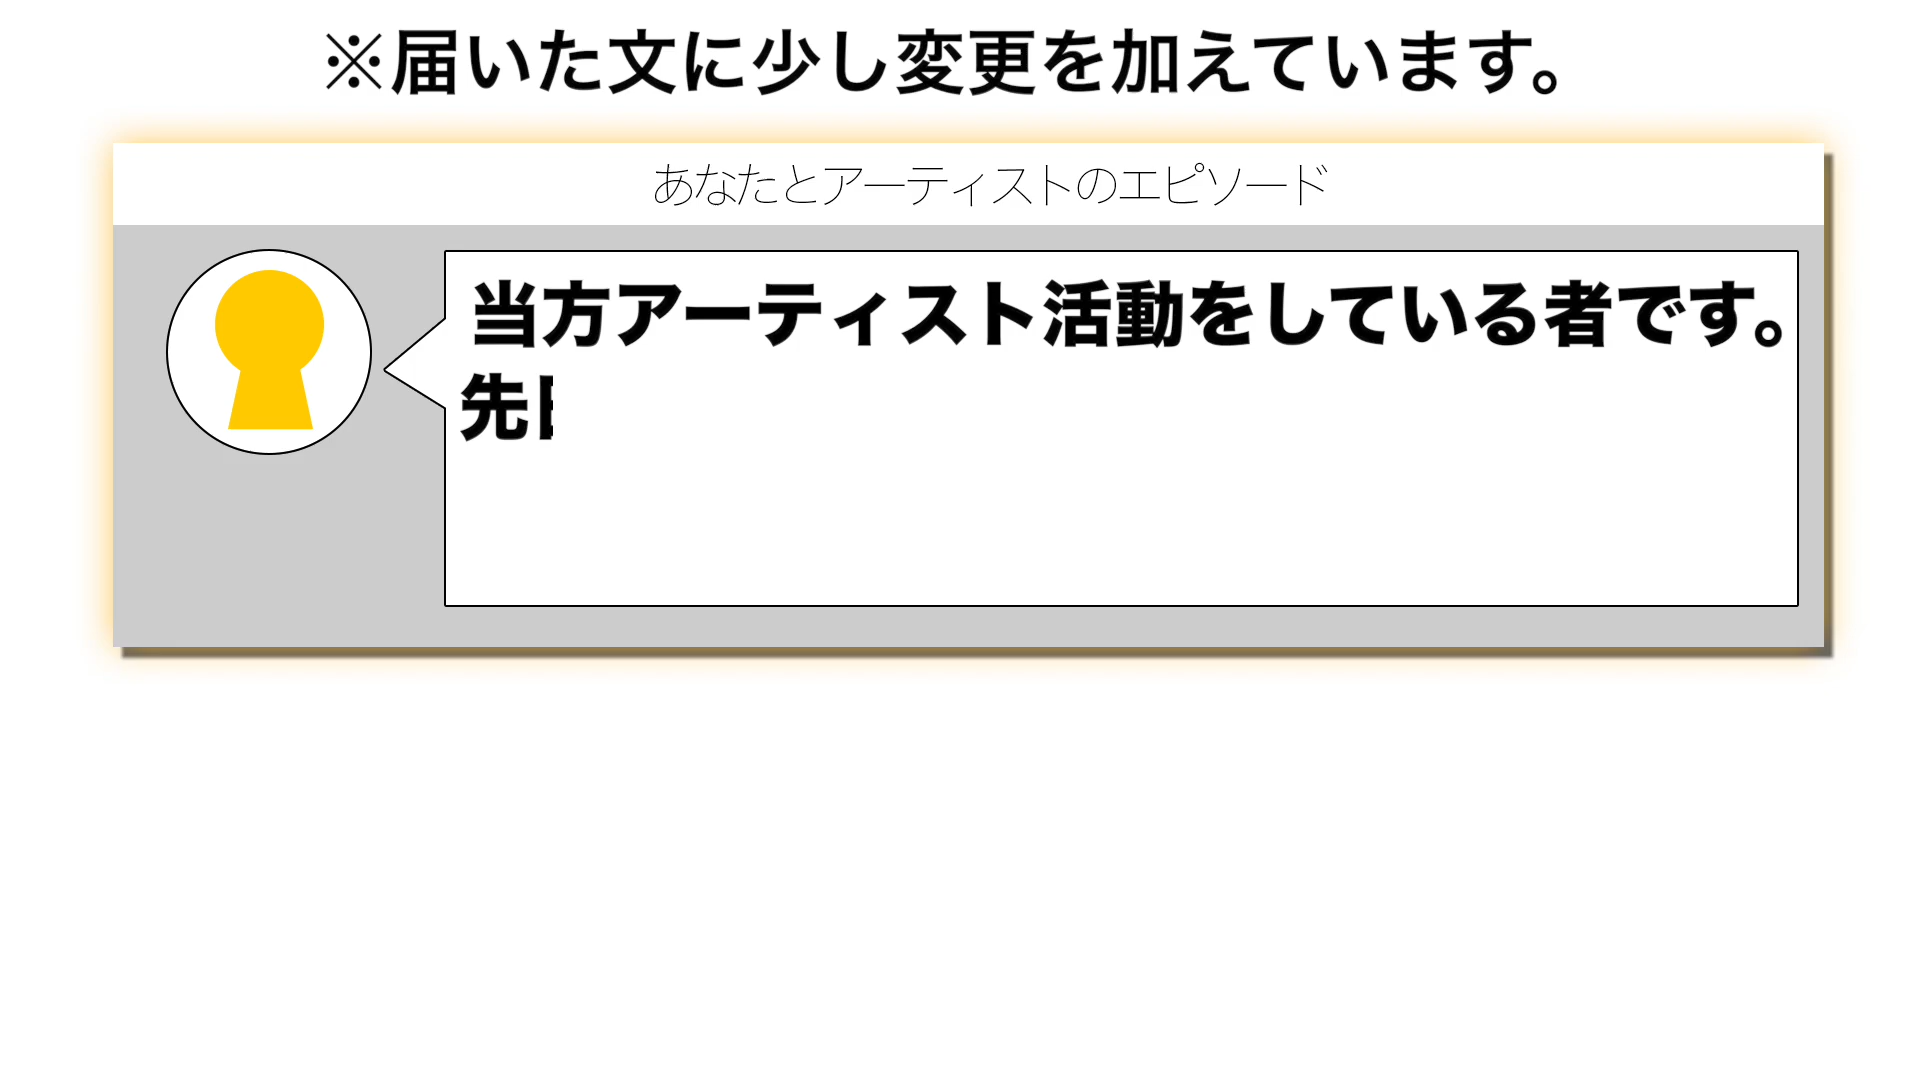 ※届いた文に少し変更を加えています。
あなたとアーティストのエピソード
当方アーティスト活動をしている者です。
先